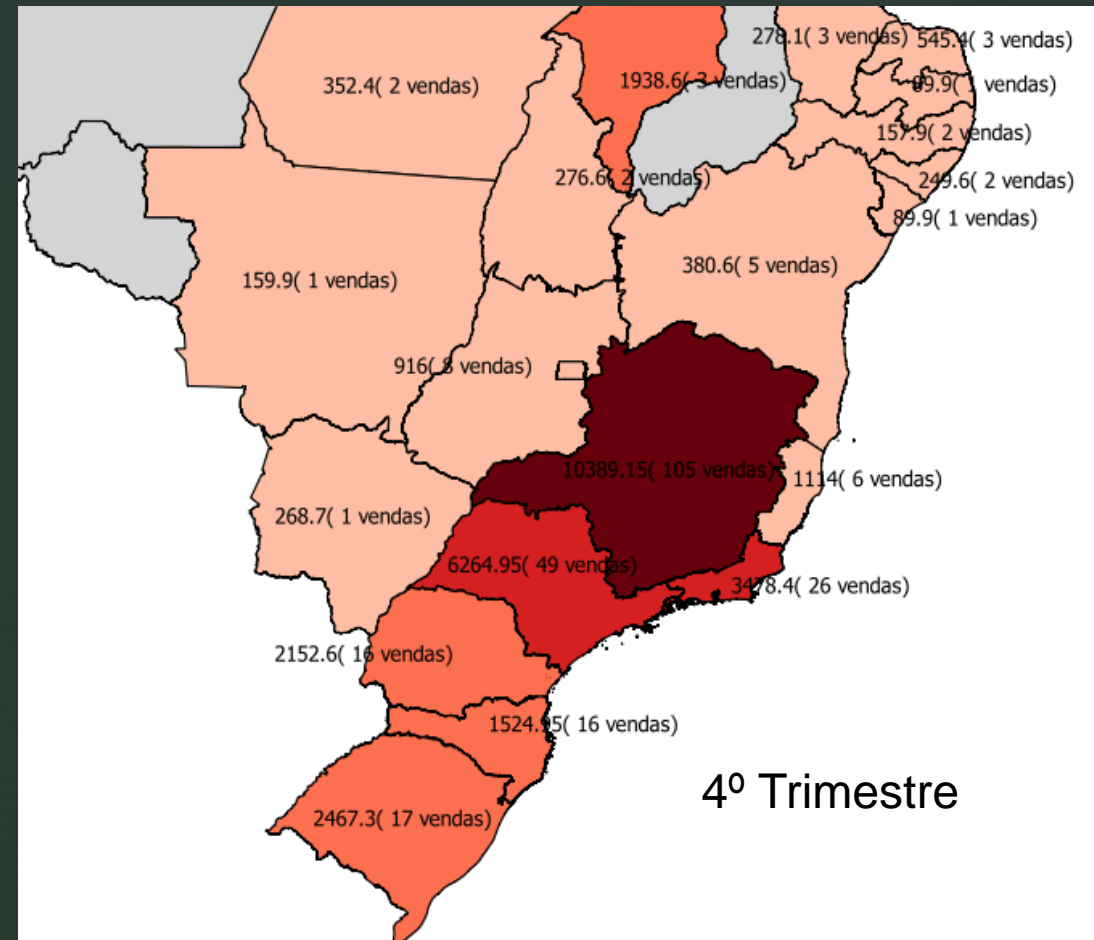 278.1( 3 vendas)
545.4( 3 vendas)
352.4( 2 vendas)
1938.6( 3 vendas)
89.9( 1 vendas)
157.9( 2 vendas)
276.6( 2 vendas)
249.6( 2 vendas)
89.9( 1 vendas)
380.6( 5 vendas)
159.9( 1 vendas)
916( 8 vendas)
10389.15( 105 vendas)
1114( 6 vendas)
268.7( 1 vendas)
6264.95( 49 vendas)
3478.4( 26 vendas)
2152.6( 16 vendas)
1524.95( 16 vendas)
4º Trimestre
2467.3( 17 vendas)